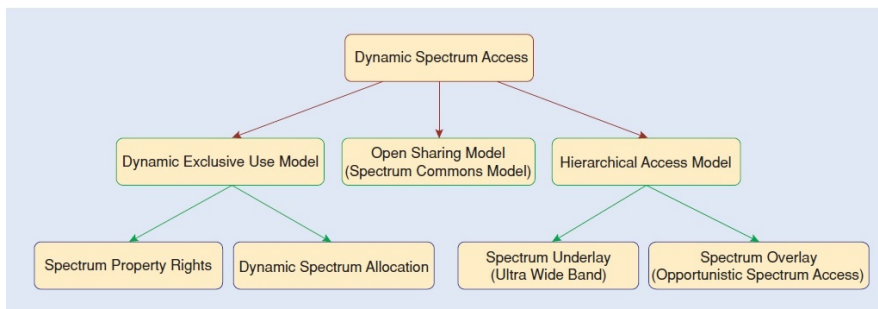 Dynamic Spectrum Access
Dynamic Exclusive Use Model
Open Sharing Model
(Spectrum Commons Model)
Hierarchical Access Model
Spectrum Property Rights
Dynamic Spectrum Allocation
Spectrum Underlay
(Ultra Wide Band)
Spectrum Overlay
(Opportunistic Spectrum Access)